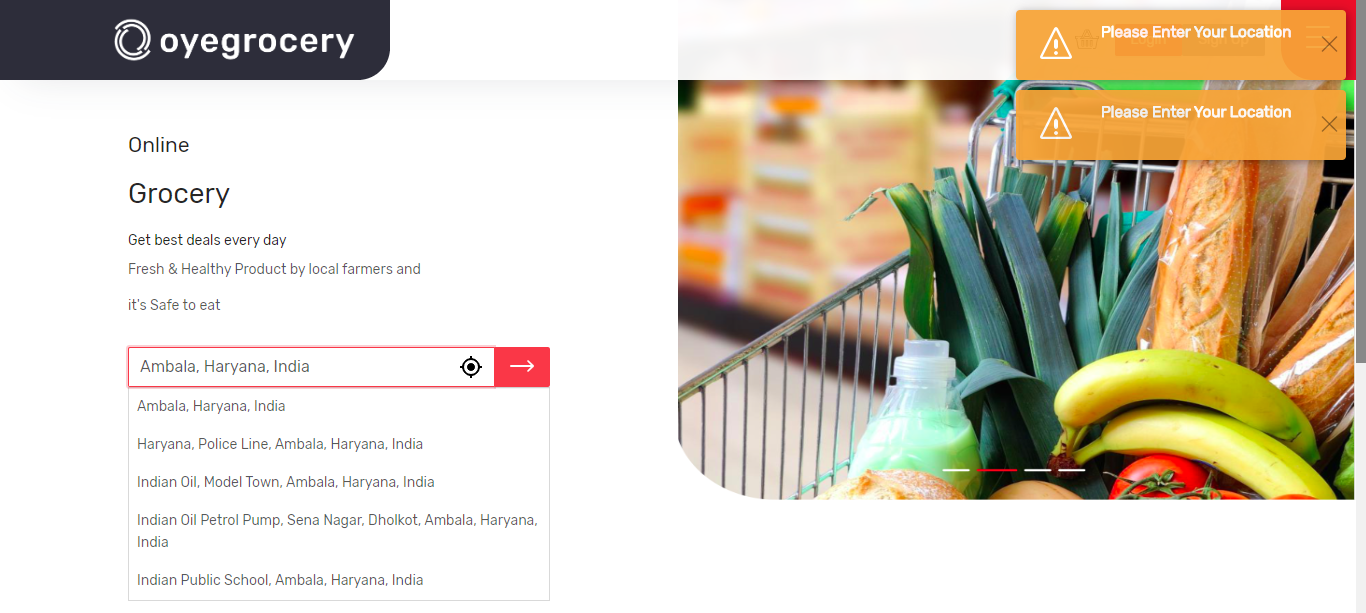 oyegrocery
Please Enter Your Location
Please Enter Your Location
Online
Grocery
Get best deals every day
Fresh & Healthy Product by local farmers and
it's Safe to eat
Ambala, Haryana, India
Ambala, Haryana, India
Haryana, Police Line, Ambala, Haryana, India
Indian Oil, Model Town, Ambala, Haryana, India
Indian Oil Petrol Pump, Sena Nagar, Dholkot, Ambala, Haryana,
India
Indian Public School, Ambala, Haryana, India